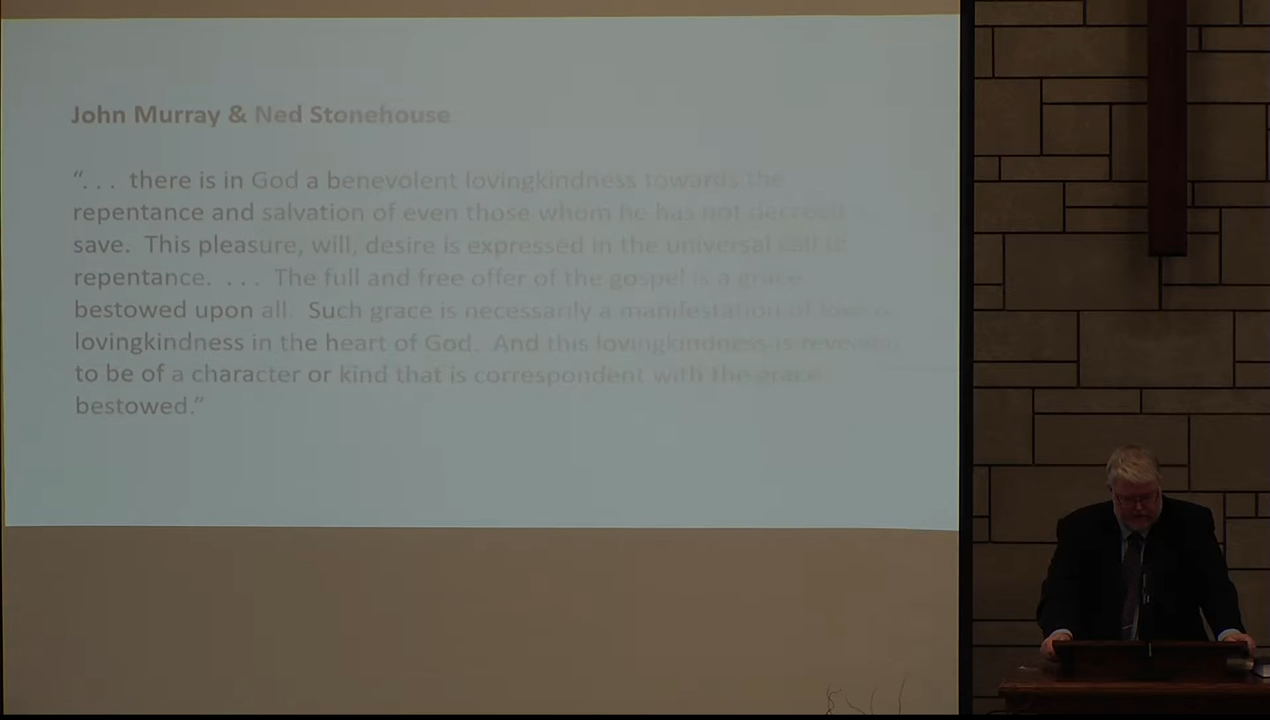 John Murray & Ned Stonehouse
“. . . there is in God a benevolent lovingkindness towards the
repentance and salvation of even those whom he has not decreed
save. This pleasure, will, desire is expressed in the universal call to
repentance. . . . The full and free offer of the gospel is a grace
bestowed upon all. Such grace is necessarily a manifestation of love or
lovingkindness in the heart of God. And this lovingkindness is revealed
to be of a character or kind that is correspondent with the grace
bestowed.”